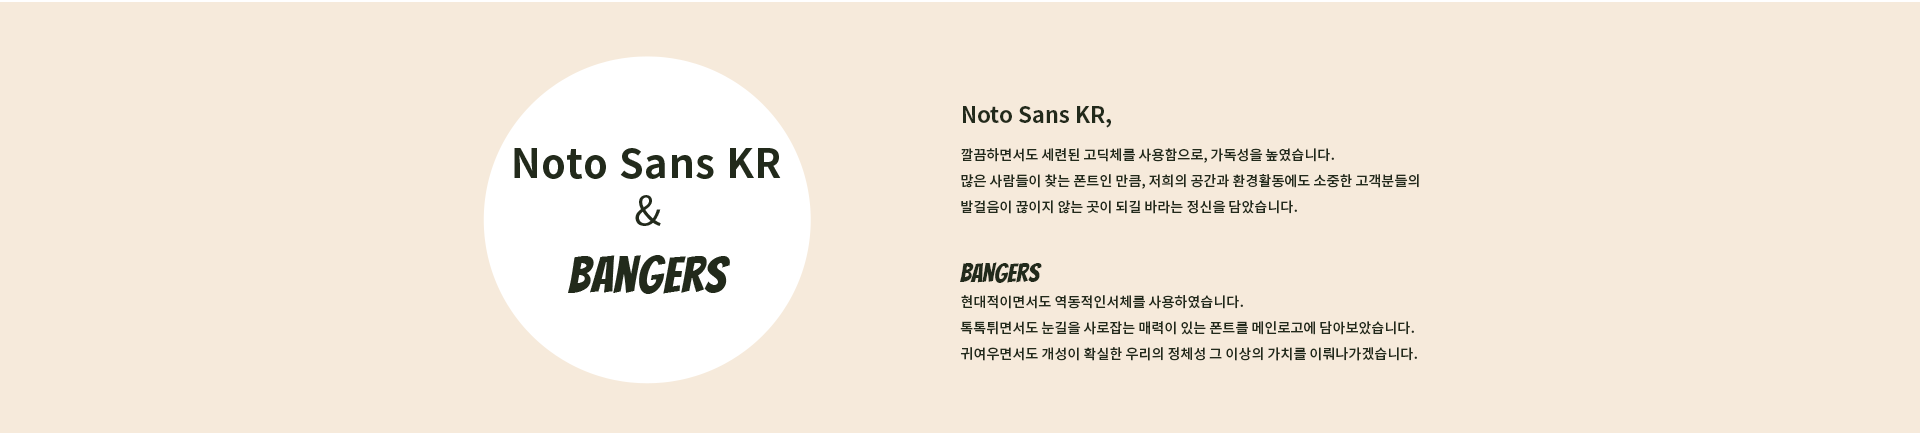 Noto Sans KR
&
BANGERS
Noto Sans KR,
깔끔하면서도 세련된 고딕체를 사용함으로, 가독성을 높였습니다.
많은 사람들이 찾는 폰트인 만큼, 저희의 공간과 환경활동에도 소중한 고객분들의
발걸음이 끊이지 않는 곳이 되길 바라는 정신을 담았습니다.
BANGERS
현대적이면서도 역동적인서체를 사용하였습니다.
톡톡튀면서도 눈길을 사로잡는 매력이 있는 폰트를 메인로고에 담아보았습니다.
귀여우면서도 개성이 확실한 우리의 정체성 그 이상의 가치를 이뤄나가겠습니다.